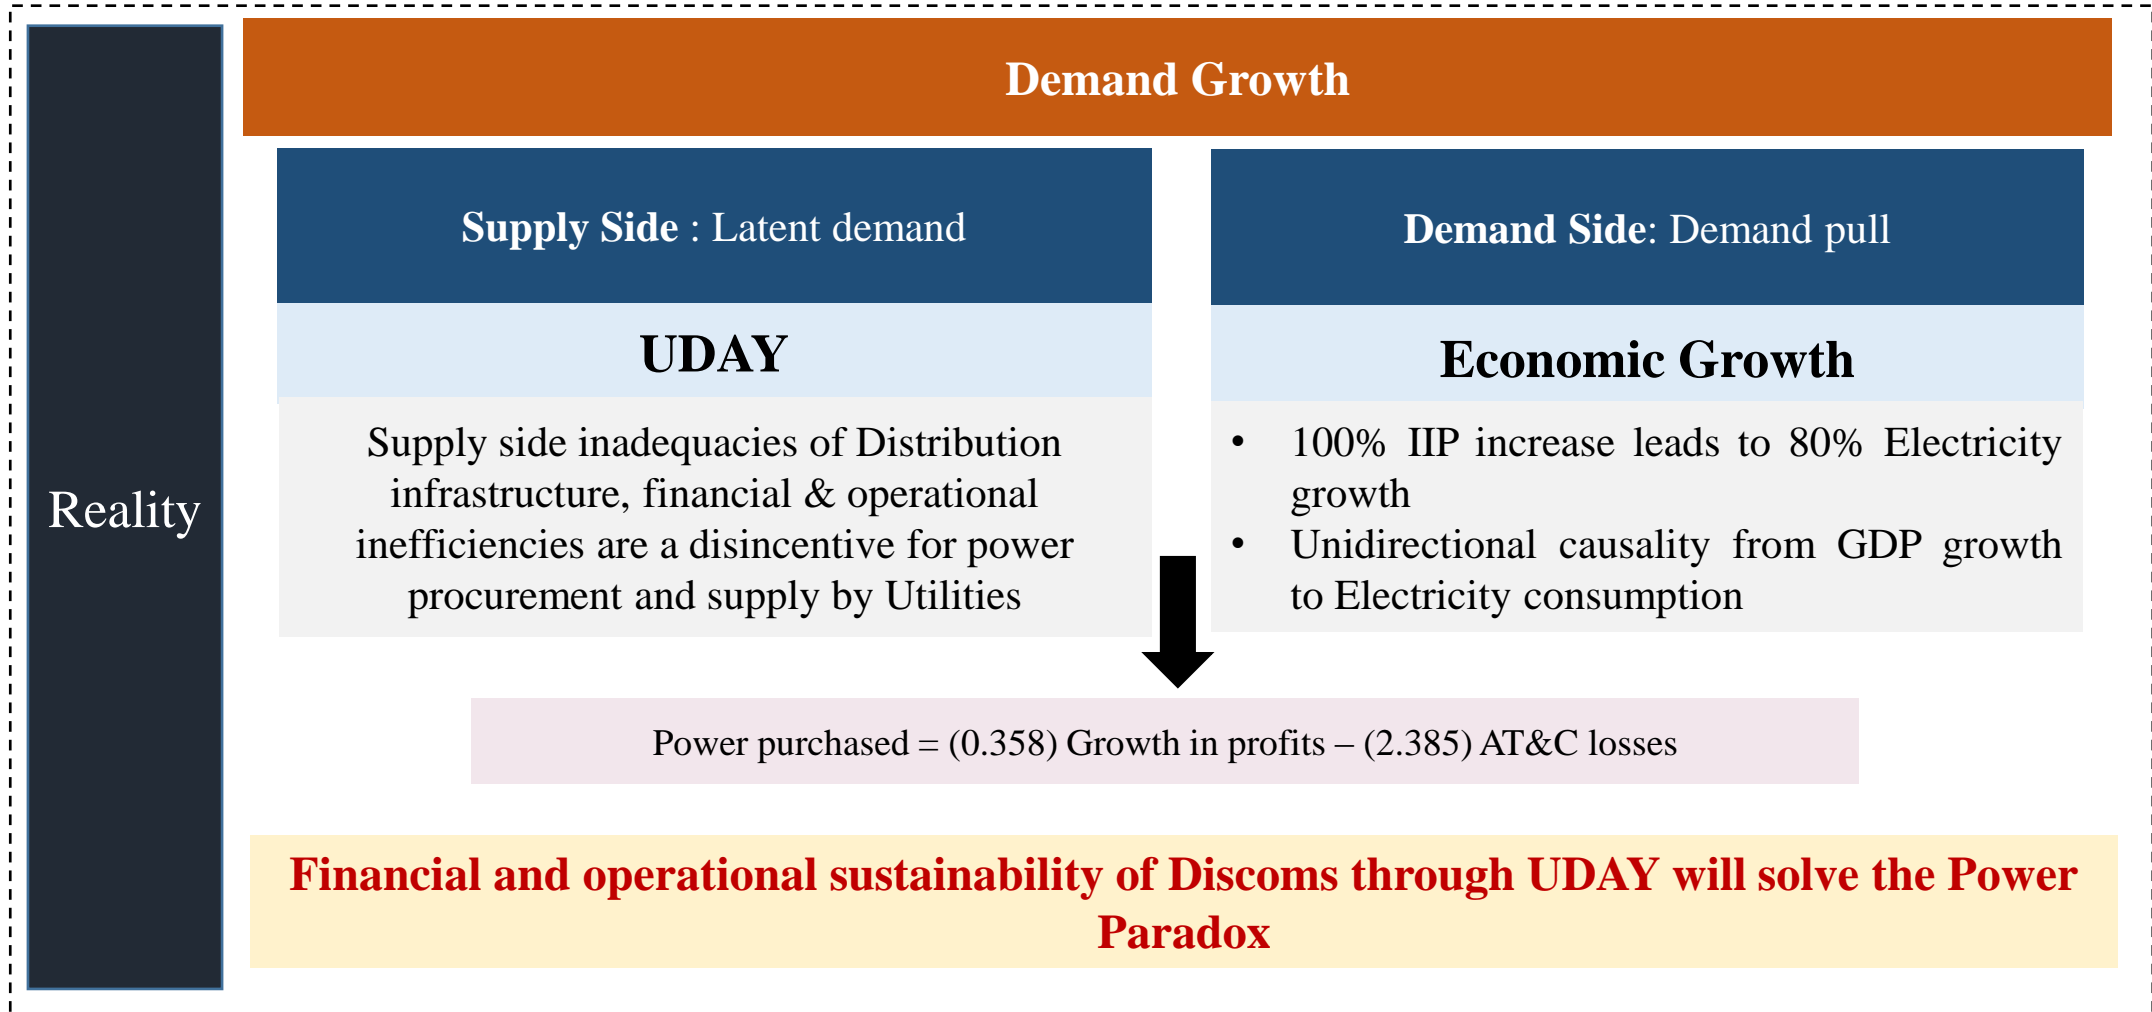 Reality
Demand Growth
Supply Side : Latent demand
UDAY
Supply side inadequacies of Distribution
infrastructure, financial & operational
inefficiencies are a disincentive for power
procurement and supply by Utilities
Demand Side: Demand pull
Economic Growth
• 100% IIP increase leads to 80% Electricity
growth
• Unidirectional causality from GDP growth
to Electricity consumption
Power purchased = (0.358) Growth in profits – (2.385) AT&C losses
Financial and operational sustainability of Discoms through UDAY will solve the Power
Paradox